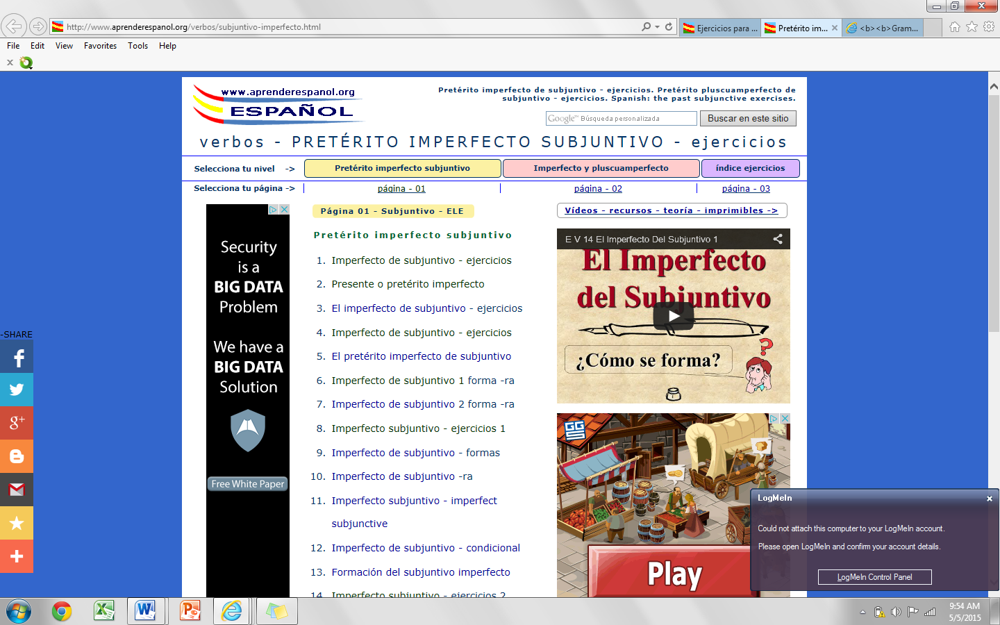 http://www.aprenderespanol.org/verbos/subjuntivo-imperfecto.html
Ejercicios para ...
Pretérito im...
<b><b>Gram...
File Edit View Favorites Tools Help
x
www.aprenderespanol.org
ESPAÑOL
Pretérito imperfecto de subjuntivo - ejercicios. Pretérito pluscuamperfecto de
subjuntivo - ejercicios. Spanish: the past subjunctive exercises.
Google™ Búsqueda personalizada
Buscar en este sitio
verbos - PRETÉRITO IMPERFECTO SUBJUNTIVO - ejercicios
Selecciona tu nivel -> Pretérito imperfecto subjuntivo Imperfecto y pluscuamperfecto índice ejercicios
Selecciona tu página -> página - 01 página - 02 página - 03
Security
is a
BIG DATA
Problem
We have a
BIG DATA
Solution
Free White Paper
Página 01 - Subjuntivo - ELE
Pretérito imperfecto subjuntivo
1. Imperfecto de subjuntivo - ejercicios
2. Presente o pretérito imperfecto
3. El imperfecto de subjuntivo - ejercicios
4. Imperfecto de subjuntivo - ejercicios
5. El pretérito imperfecto de subjuntivo
6. Imperfecto de subjuntivo 1 forma -ra
7. Imperfecto de subjuntivo 2 forma -ra
8. Imperfecto subjuntivo - ejercicios 1
9. Imperfecto de subjuntivo - formas
10. Imperfecto de subjuntivo -ra
11. Imperfecto subjuntivo - imperfect
subjunctive
12. Imperfecto de subjuntivo - condicional
13. Formación del subjuntivo imperfecto
14. Imperfecto subjuntivo - ejercicios 2
Vídeos - recursos - teoría - imprimibles ->
E V 14 El Imperfecto Del Subjuntivo 1
El Imperfecto
del Subjuntivo
¿Cómo se forma?
?
GGS
Play
-SHARE
f
g+
LogMeIn
Could not attach this computer to your LogMeIn account.
Please open LogMeIn and confirm your account details.
LogMeIn Control Panel
9:54 AM
5/5/2015